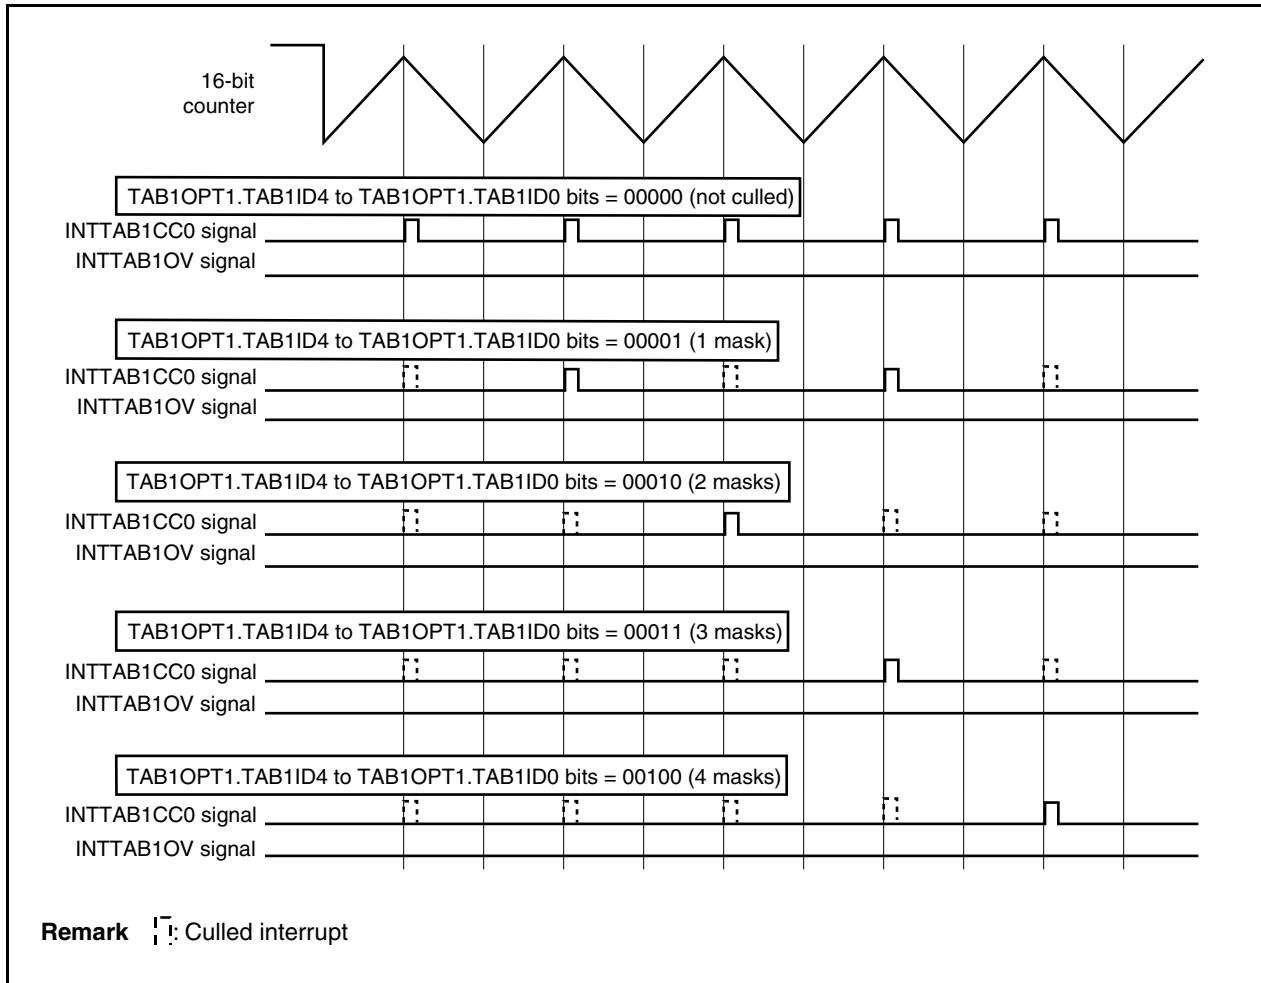 16-bit
counter
TAB1OPT1.TAB1ID4 to TAB1OPT1.TAB1ID0 bits = 00000 (not culled)
INTTAB1CC0 signal
INTTAB1OV signal
TAB1OPT1.TAB1ID4 to TAB1OPT1.TAB1ID0 bits = 00001 (1 mask)
INTTAB1CC0 signal
INTTAB1OV signal
TAB1OPT1.TAB1ID4 to TAB1OPT1.TAB1ID0 bits = 00010 (2 masks)
INTTAB1CC0 signal
INTTAB1OV signal
TAB1OPT1.TAB1ID4 to TAB1OPT1.TAB1ID0 bits = 00011 (3 masks)
INTTAB1CC0 signal
INTTAB1OV signal
TAB1OPT1.TAB1ID4 to TAB1OPT1.TAB1ID0 bits = 00100 (4 masks)
INTTAB1CC0 signal
INTTAB1OV signal
Remark : Culled interrupt